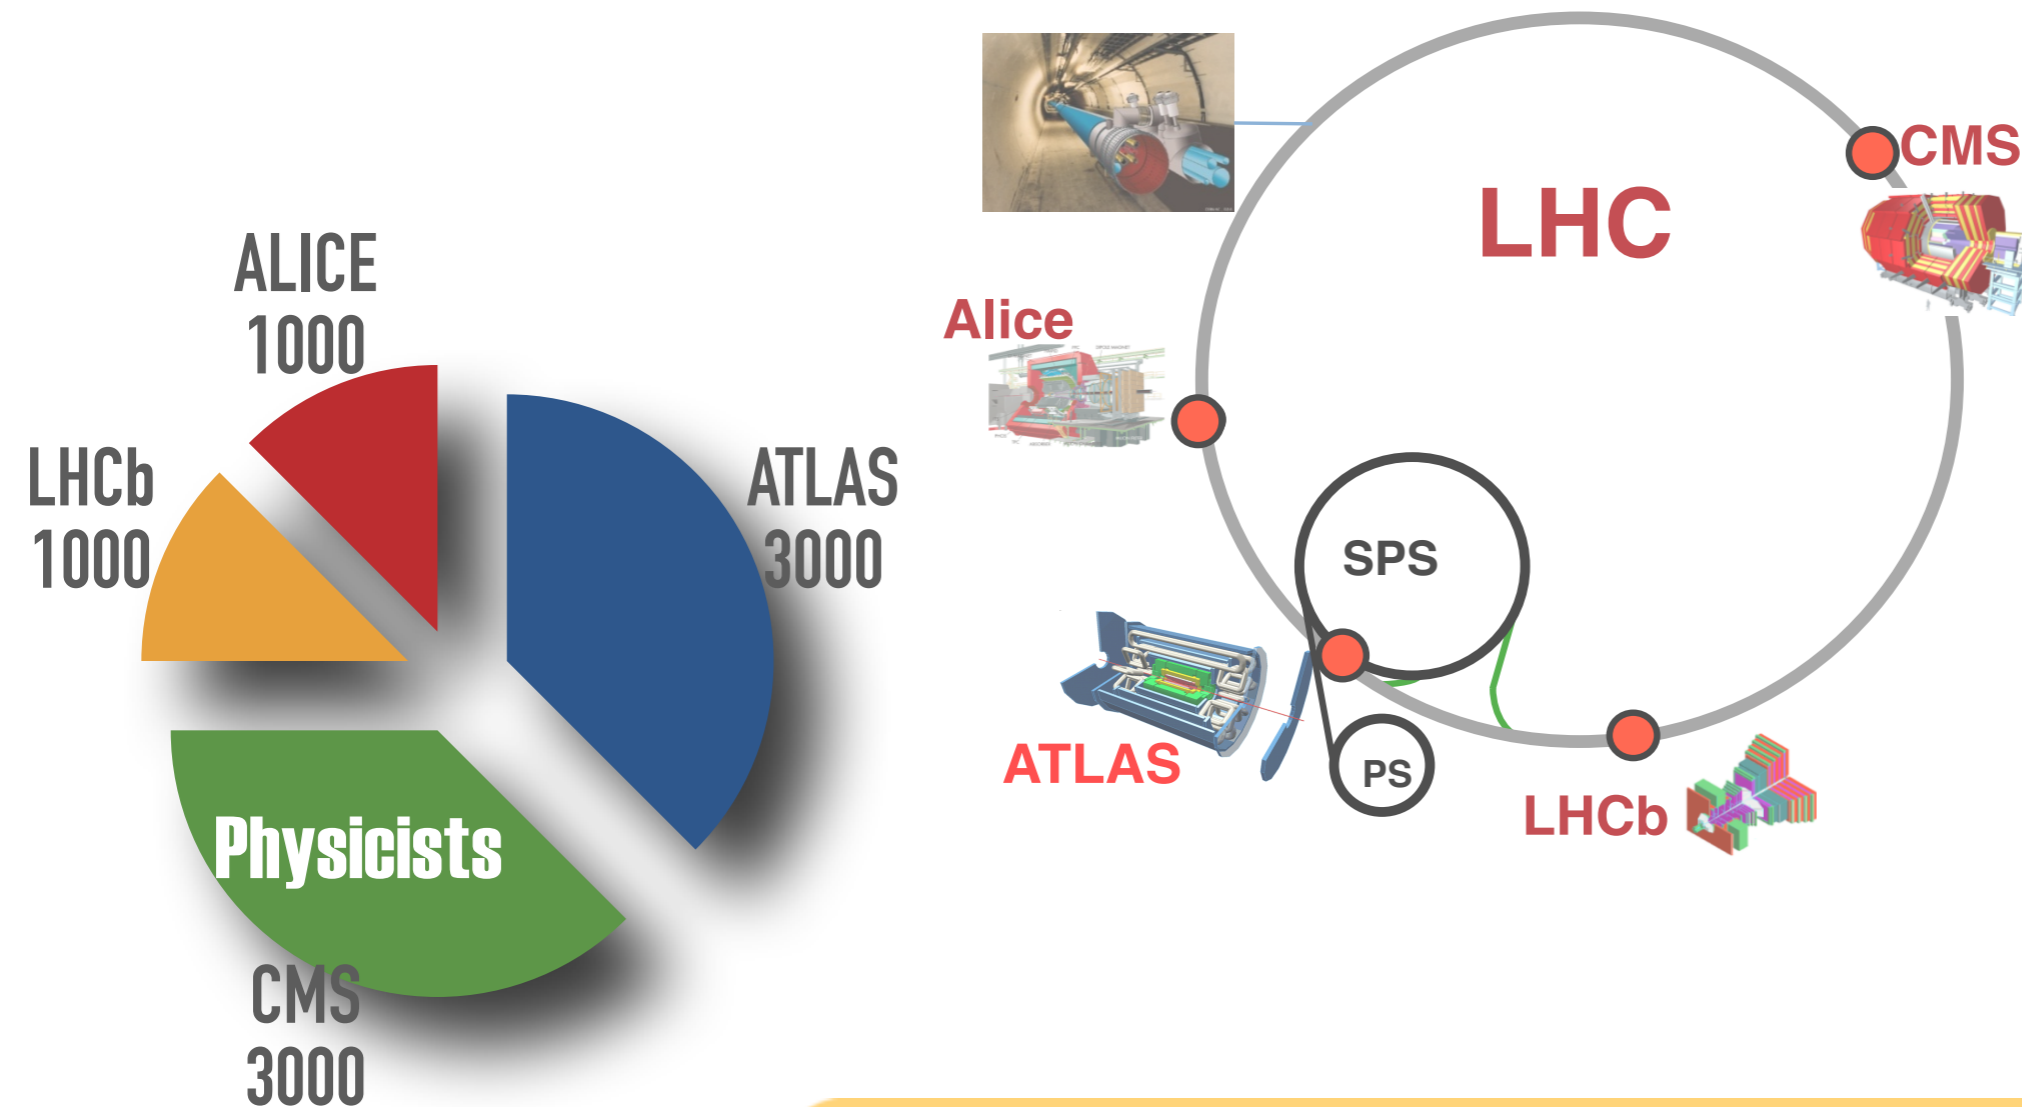 ALICE
1000
LHCb
1000
ATLAS
3000
Physicists
CMS
3000
LHC
CMS
Alice
SPS
ATLAS
PS
LHCb